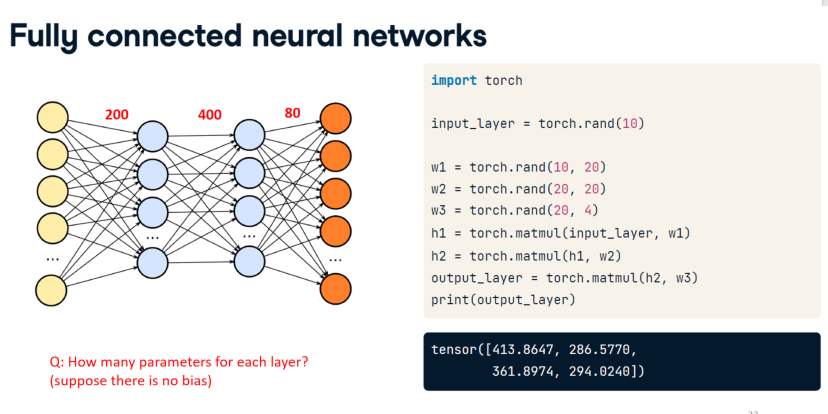 Fully connected neural networks
200 400 80
...
...
...
...
Q: How many parameters for each layer?
(suppose there is no bias)
import torch
input_layer = torch.rand(10)
w1 = torch.rand(10, 20)
w2 = torch.rand(20, 20)
w3 = torch.rand(20, 4)
h1 = torch.matmul(input_layer, w1)
h2 = torch.matmul(h1, w2)
output_layer = torch.matmul(h2, w3)
print(output_layer)
tensor([413.8647, 286.5770,
361.8974, 294.0240])